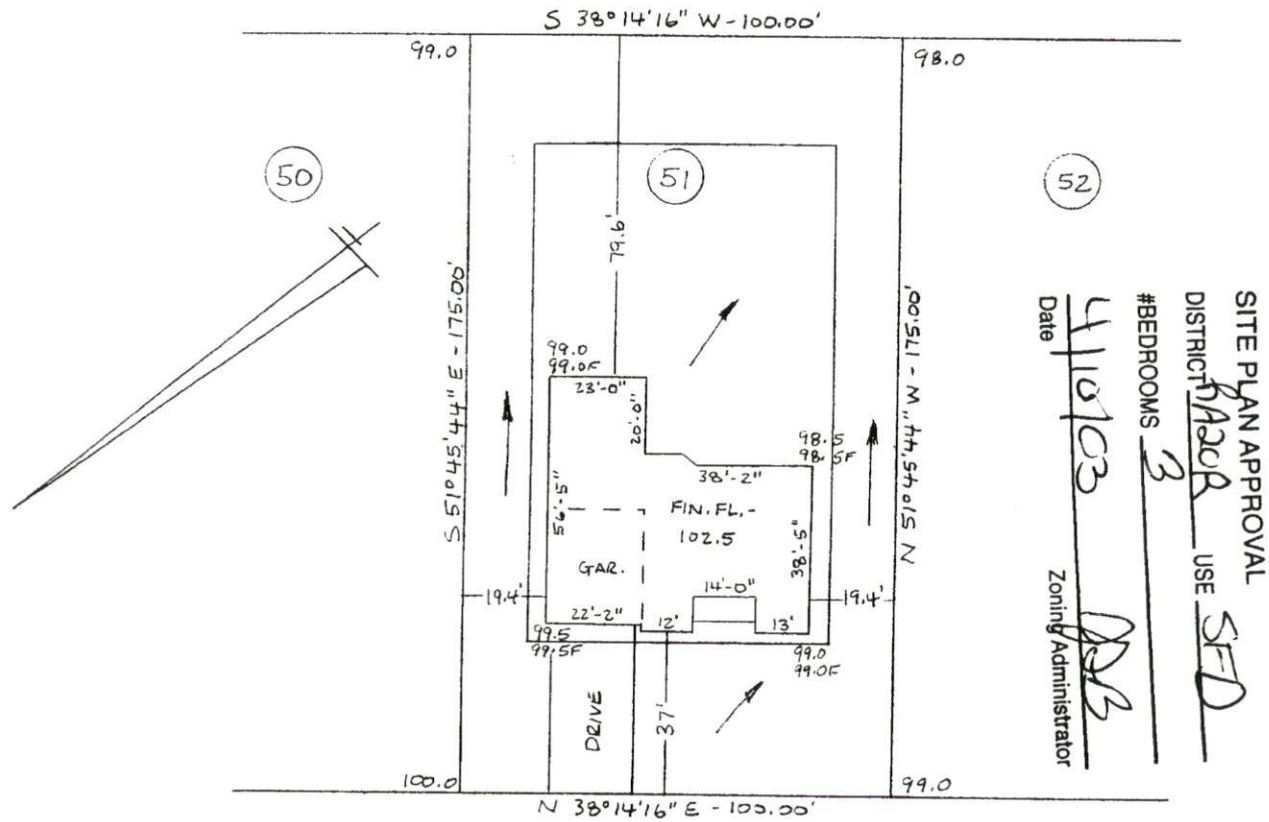 S 38°14'16" W - 100.00'
99.0
98.0
50
51
52
79.6'
S 51°45'44" E - 175.00'
N 51°45'44" W - 175.00'
99.0
99.0F
23'-0"
20'-0"
98.5
98.5F
38'-2"
56'-5"
FIN. FL. -
102.5
38'-5"
GAR.
14'-0"
19.4'
19.4'
22'-2"
12'
13'
99.5
99.5F
99.0
99.0F
DRIVE
37'
100.0
99.0
N 38°14'16" E - 100.00'
SITE PLAN APPROVAL
DISTRICT RA20R USE SFD
#BEDROOMS 3
4/10/03
Date Zoning Administrator